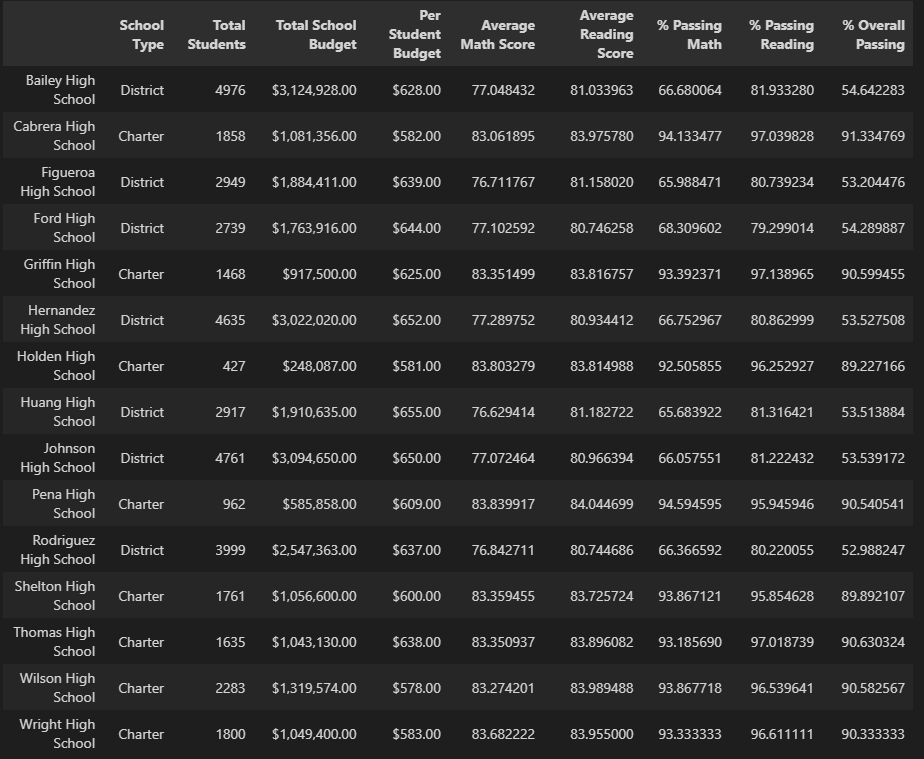 School Type Total Students Total School Budget Per Student Budget Average Math Score Average Reading Score % Passing Math % Passing Reading % Overall Passing
Bailey High School District 4976 $3,124,928.00 $628.00 77.048432 81.033963 66.680064 81.933280 54.642283
Cabrera High School Charter 1858 $1,081,356.00 $582.00 83.061895 83.975780 94.133477 97.039828 91.334769
Figueroa High School District 2949 $1,884,411.00 $639.00 76.711767 81.158020 65.988471 80.739234 53.204476
Ford High School District 2739 $1,763,916.00 $644.00 77.102592 80.746258 68.309602 79.299014 54.289887
Griffin High School Charter 1468 $917,500.00 $625.00 83.351499 83.816757 93.392371 97.138965 90.599455
Hernandez High School District 4635 $3,022,020.00 $652.00 77.289752 80.934412 66.752967 80.862999 53.527508
Holden High School Charter 427 $248,087.00 $581.00 83.803279 83.814988 92.505855 96.252927 89.227166
Huang High School District 2917 $1,910,635.00 $655.00 76.629414 81.182722 65.683922 81.316421 53.513884
Johnson High School District 4761 $3,094,650.00 $650.00 77.072464 80.966394 66.057551 81.222432 53.539172
Pena High School Charter 962 $585,858.00 $609.00 83.839917 84.044699 94.594595 95.945946 90.540541
Rodriguez High School District 3999 $2,547,363.00 $637.00 76.842711 80.744686 66.366592 80.220055 52.988247
Shelton High School Charter 1761 $1,056,600.00 $600.00 83.359455 83.725724 93.867121 95.854628 89.892107
Thomas High School Charter 1635 $1,043,130.00 $638.00 83.350937 83.896082 93.185690 97.018739 90.630324
Wilson High School Charter 2283 $1,319,574.00 $578.00 83.274201 83.989488 93.867718 96.539641 90.582567
Wright High School Charter 1800 $1,049,400.00 $583.00 83.682222 83.955000 93.333333 96.611111 90.333333